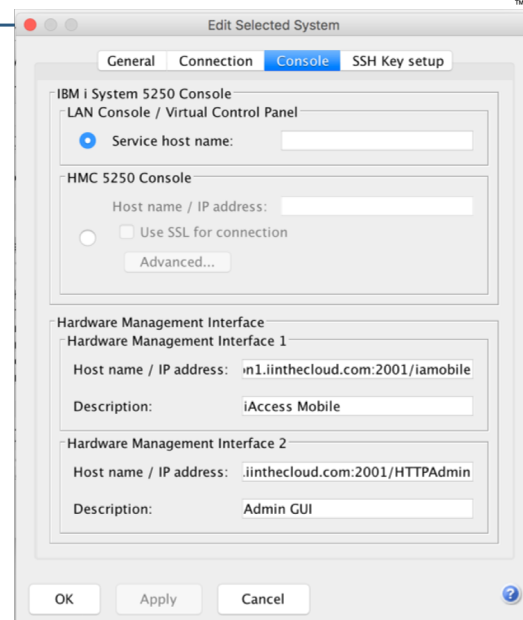 ™
Edit Selected System
General Connection Console SSH Key setup
IBM i System 5250 Console
LAN Console / Virtual Control Panel
Service host name:
HMC 5250 Console
Host name / IP address:
Use SSL for connection
Advanced...
Hardware Management Interface
Hardware Management Interface 1
Host name / IP address: n1.iinthecloud.com:2001/iamobile
Description: iAccess Mobile
Hardware Management Interface 2
Host name / IP address: .iinthecloud.com:2001/HTTPAdmin
Description: Admin GUI
OK Apply Cancel ?